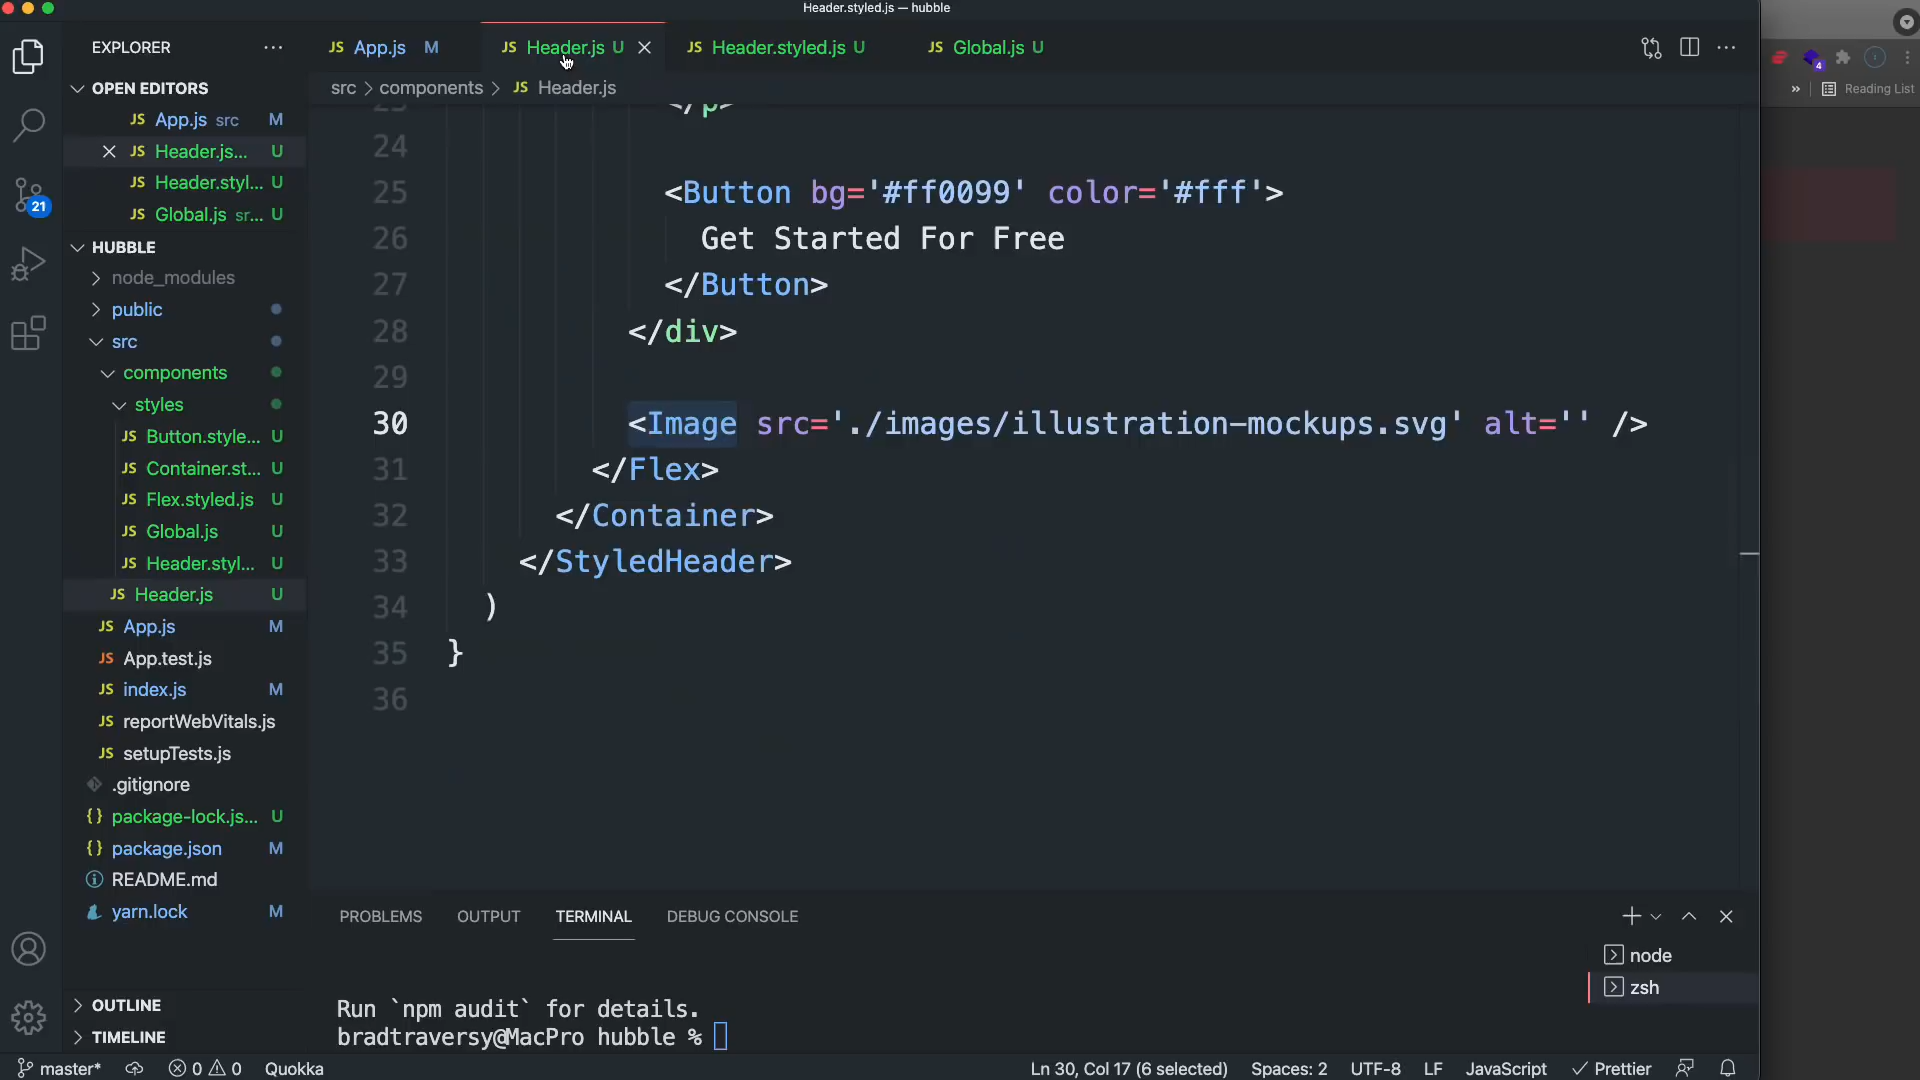 Header.styled.js — hubble
EXPLORER ···
JS App.js M
JS Header.js U
JS Header.styled.js U
JS Global.js U
4
» Reading List
src > components > JS Header.js
OPEN EDITORS
JS App.js src M
JS Header.js... U
JS Header.styl... U
JS Global.js sr... U
HUBBLE
node_modules
public
src
components
styles
JS Button.style... U
JS Container.st... U
JS Flex.styled.js U
JS Global.js U
JS Header.styl... U
JS Header.js U
JS App.js M
JS App.test.js
JS index.js M
JS reportWebVitals.js
JS setupTests.js
.gitignore
{} package-lock.js... U
{} package.json M
README.md
yarn.lock M
OUTLINE
TIMELINE
21
23 </p>
24
25 <Button bg='#ff0099' color='#fff'>
26 Get Started For Free
27 </Button>
28 </div>
29
30 <Image src='./images/illustration-mockups.svg' alt='' />
31 </Flex>
32 </Container>
33 </StyledHeader>
34 )
35 }
36
PROBLEMS OUTPUT TERMINAL DEBUG CONSOLE
node
zsh
Run `npm audit` for details.
bradtraversy@MacPro hubble %
master* 0 0 Quokka
Ln 30, Col 17 (6 selected) Spaces: 2 UTF-8 LF JavaScript Prettier